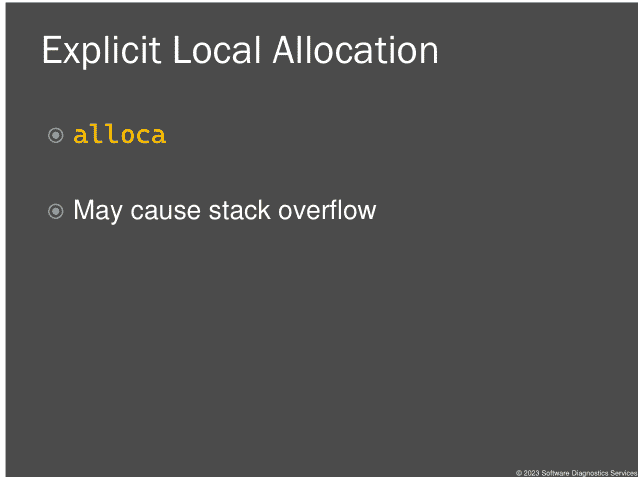 Explicit Local Allocation
alloca
May cause stack overflow
© 2023 Software Diagnostics Services